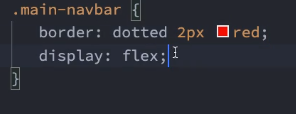 .main-navbar {
border: dotted 2px red;
display: flex;
}